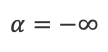 α = −∞